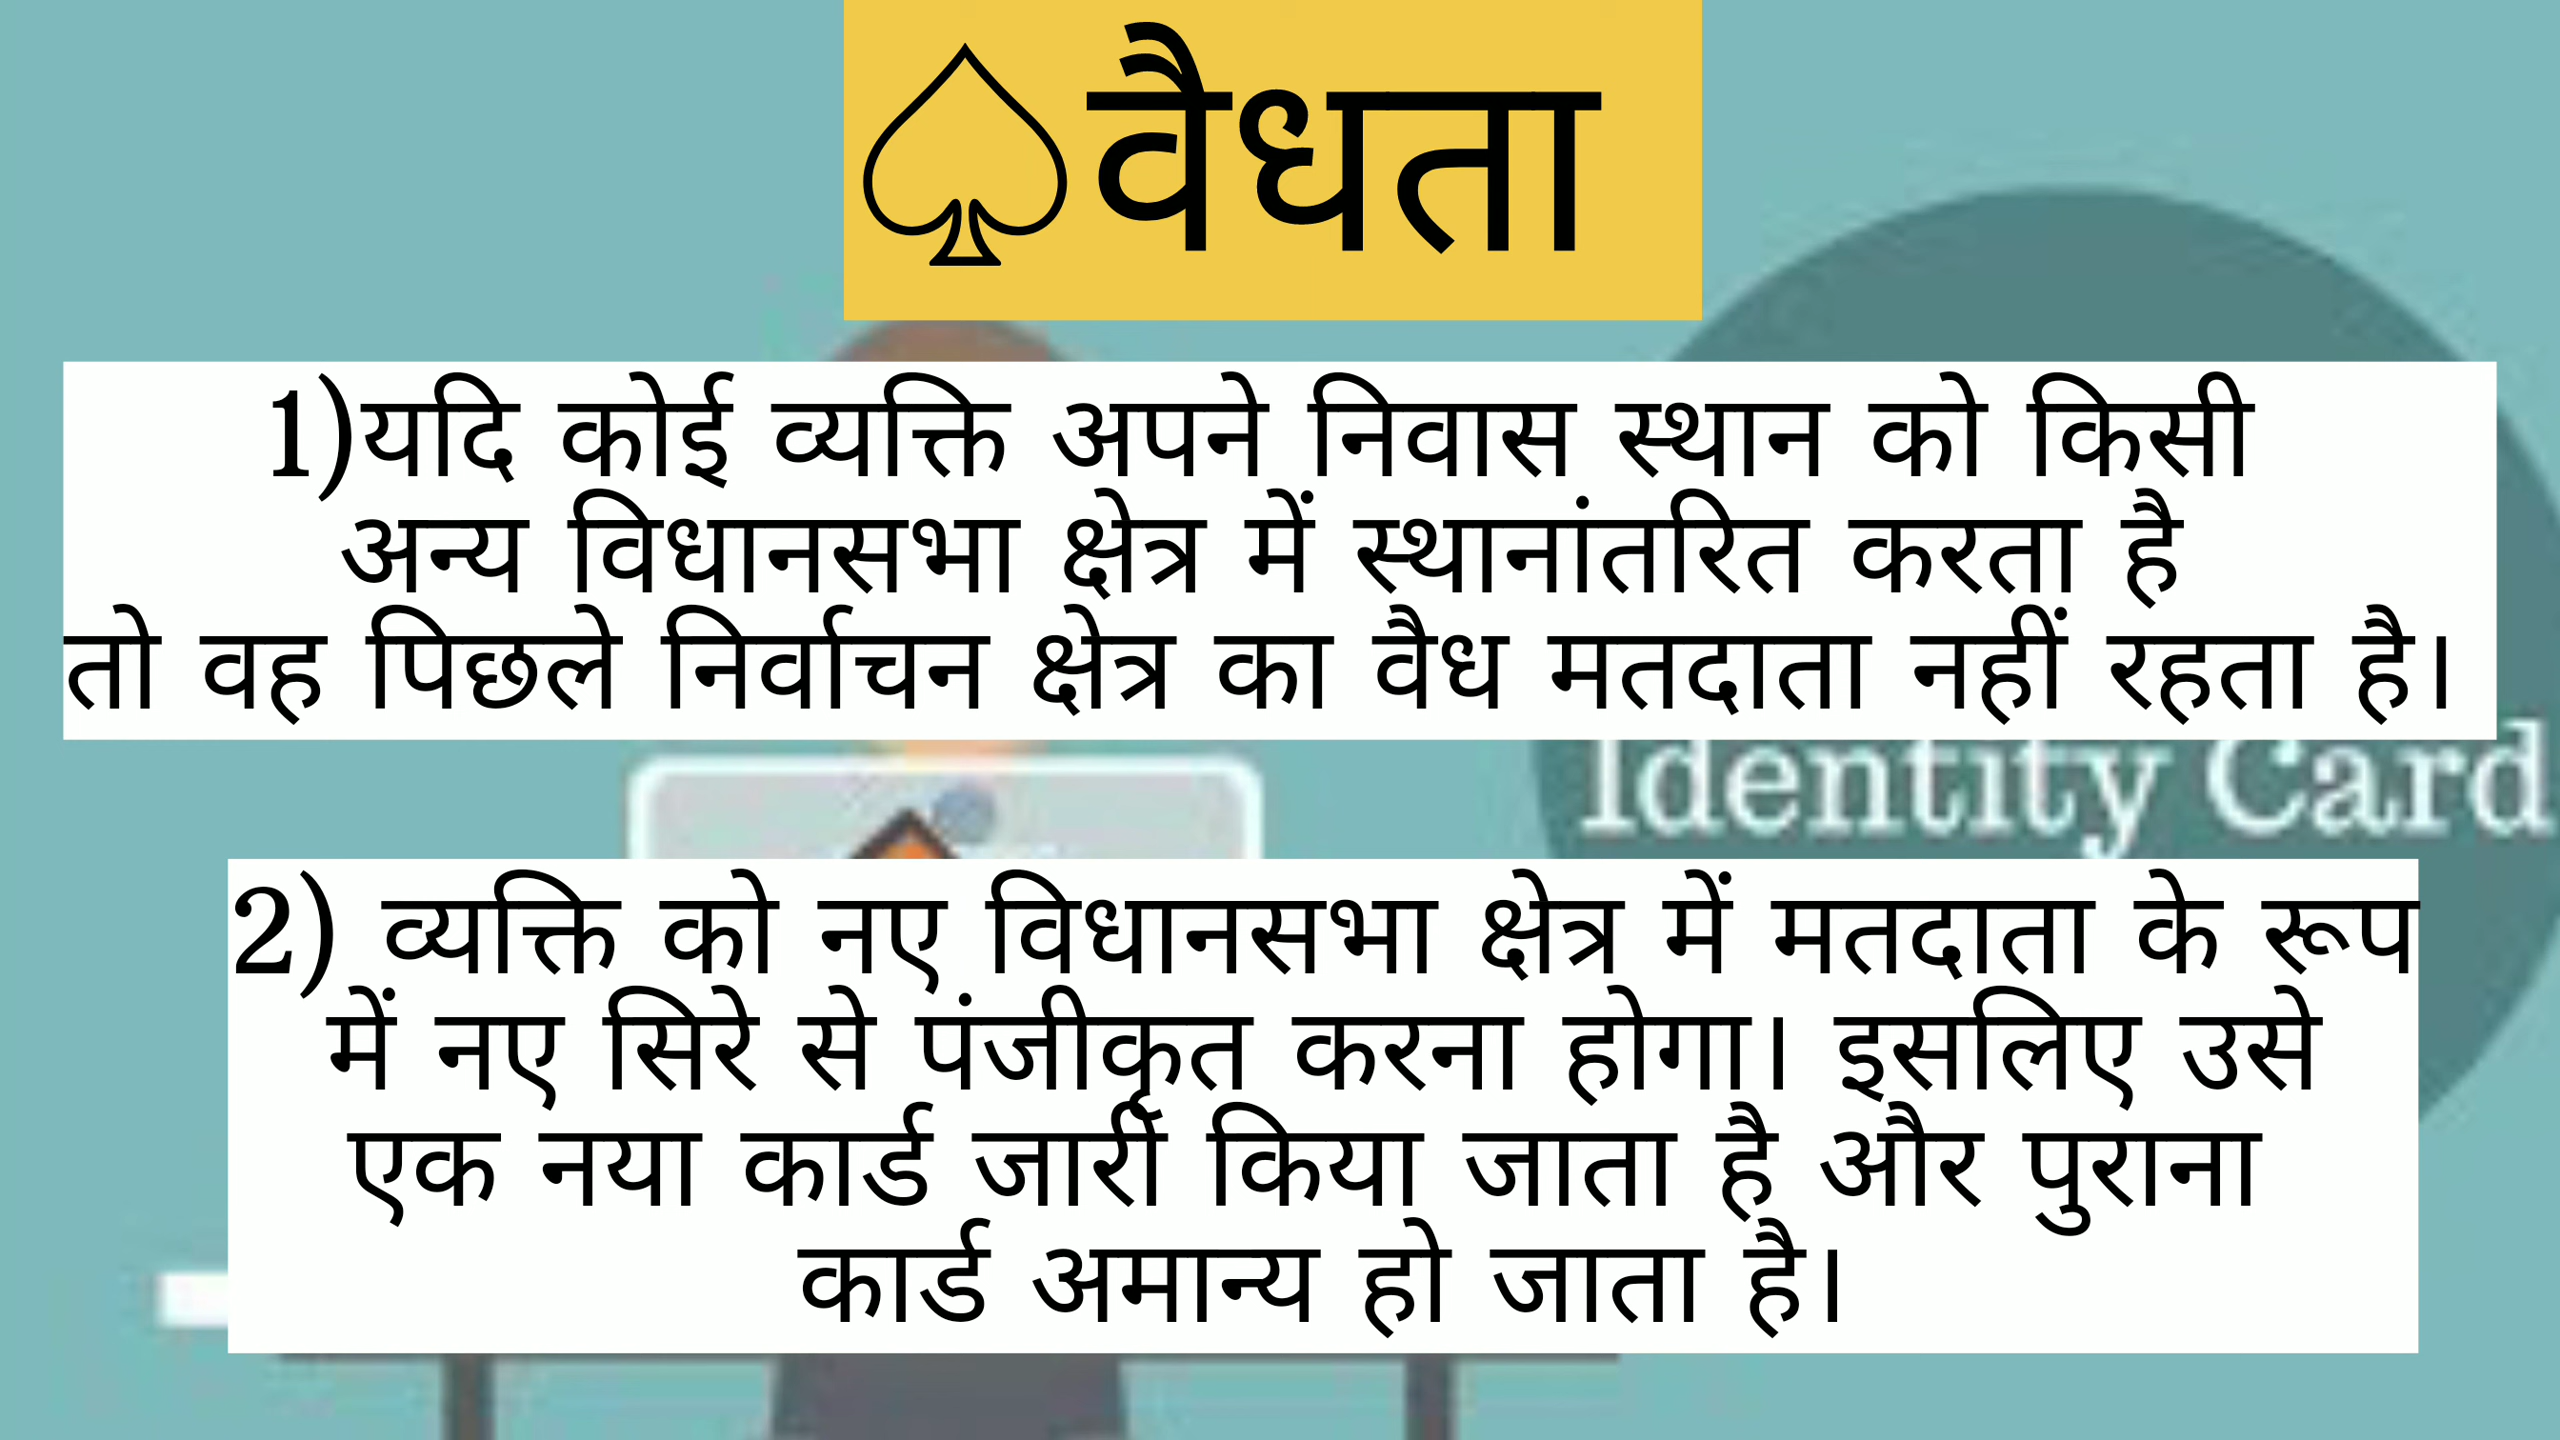 ♤वैधता
1)यदि कोई व्यक्ति अपने निवास स्थान को किसी
अन्य विधानसभा क्षेत्र में स्थानांतरित करता है
तो वह पिछले निर्वाचन क्षेत्र का वैध मतदाता नहीं रहता है।
Identity Card
2) व्यक्ति को नए विधानसभा क्षेत्र में मतदाता के रूप
में नए सिरे से पंजीकृत करना होगा। इसलिए उसे
एक नया कार्ड जारी किया जाता है और पुराना
कार्ड अमान्य हो जाता है।